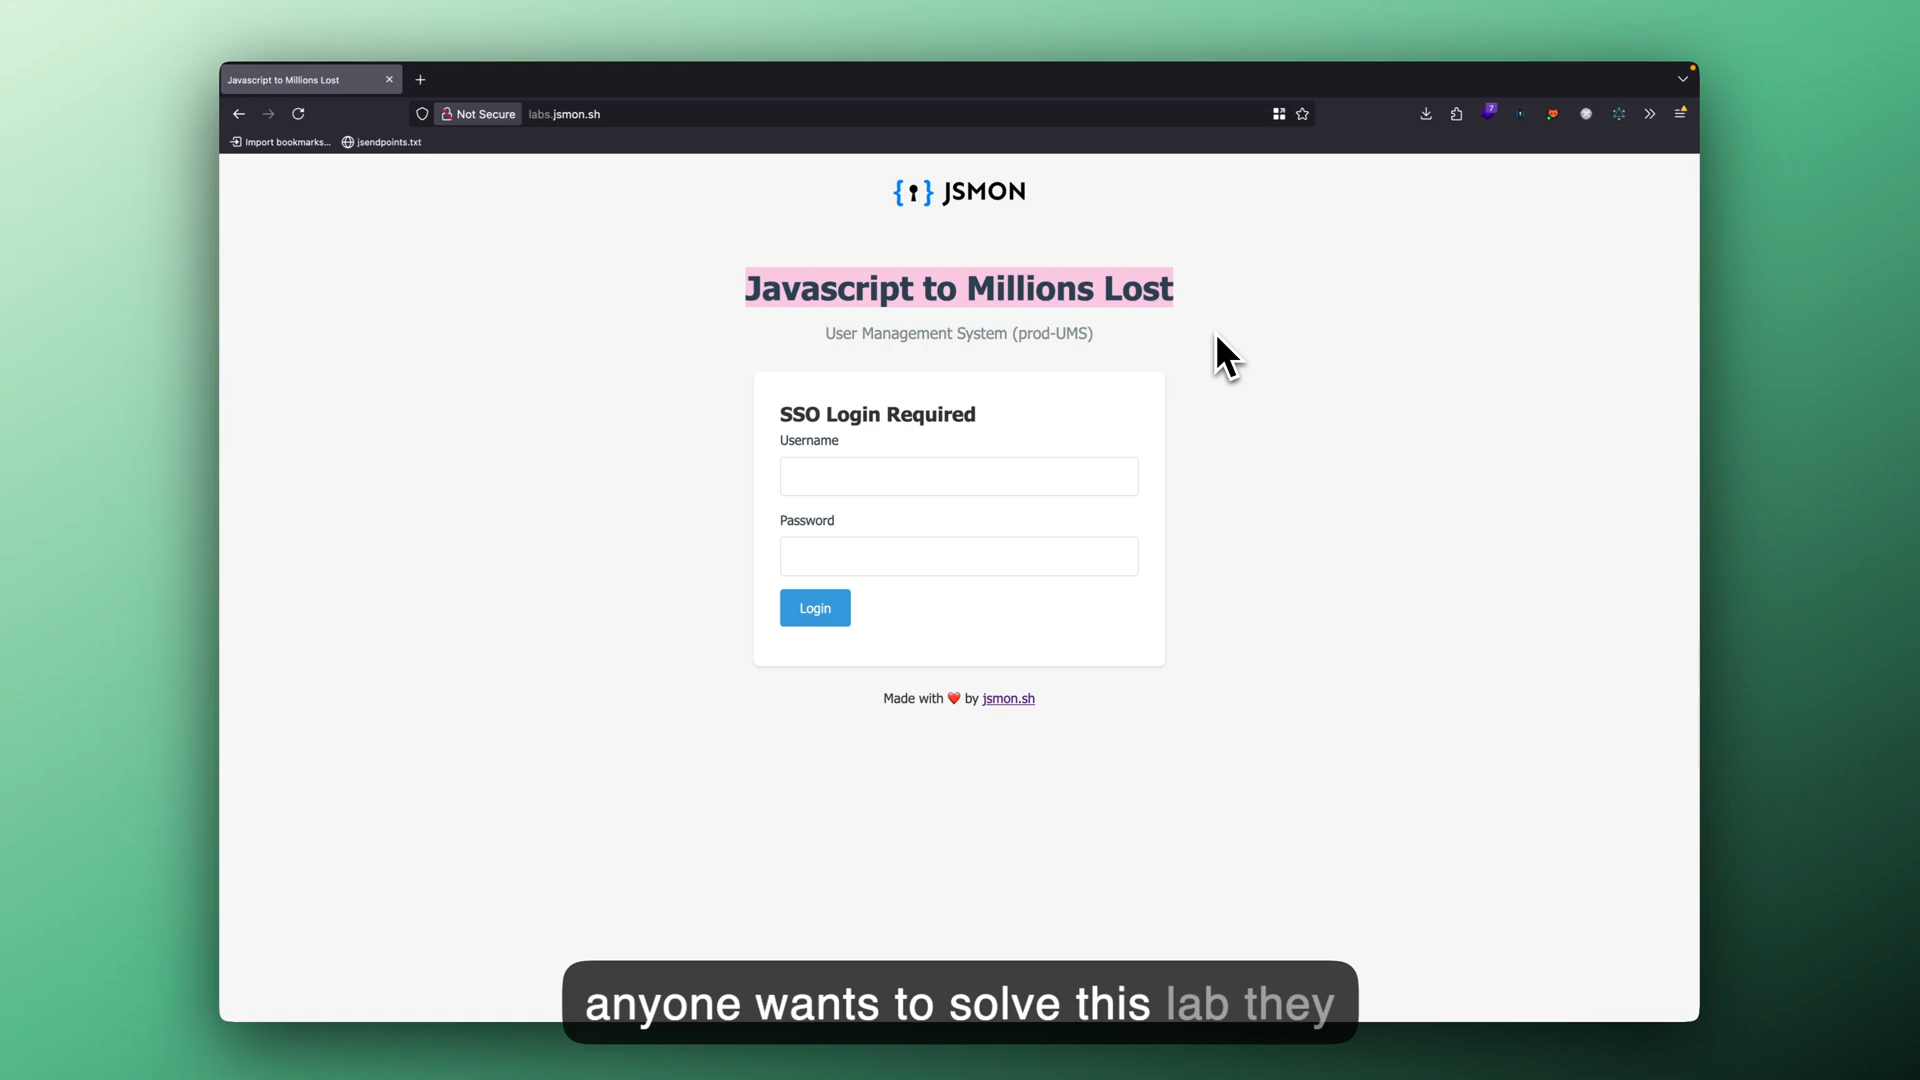 Javascript to Millions Lost
Not Secure
labs.jsmon.sh
7
Import bookmarks...
jsendpoints.txt
{ } JSMON
Javascript to Millions Lost
User Management System (prod-UMS)
SSO Login Required
Username
Password
Login
Made with ❤️ by jsmon.sh
anyone wants to solve this lab they